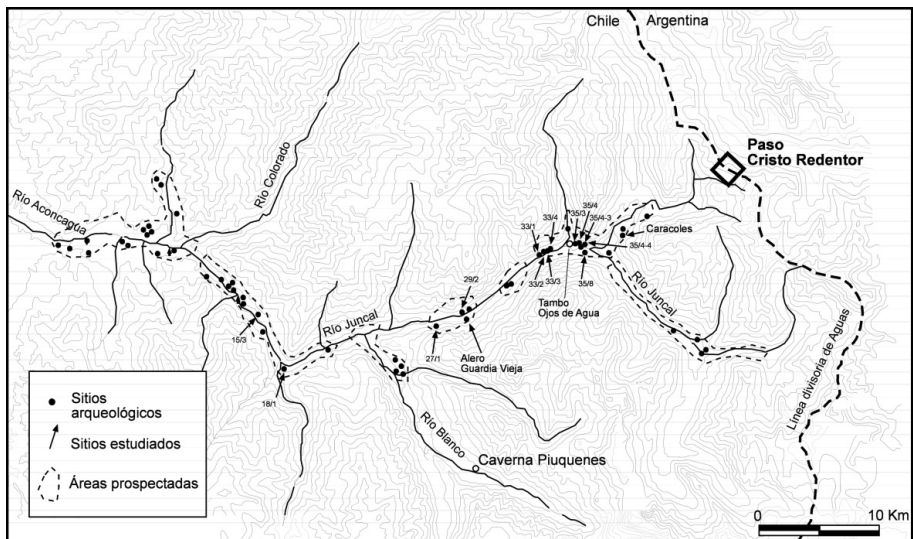 Chile
Argentina
Paso
Cristo Redentor
Río Colorado
Río Aconcagua
33/1
33/4
35/3
35/4
35/4-3
35/4-4
Caracoles
33/2
33/3
35/8
29/2
Tambo
Ojos de Agua
Río Juncal
Río Juncal
15/3
27/1
Alero
Guardia Vieja
18/1
Río Blanco
Caverna Piuquenes
Línea divisoria de Aguas
Sitios
arqueológicos
Sitios estudiados
Áreas prospectadas
0
10 Km